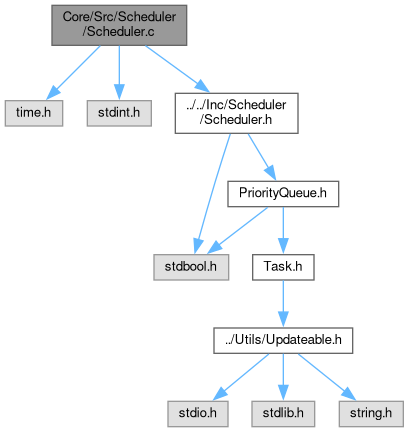 Core/Src/Scheduler
/Scheduler.c
time.h
stdint.h
../../Inc/Scheduler
/Scheduler.h
PriorityQueue.h
stdbool.h
Task.h
../Utils/Updateable.h
stdio.h
stdlib.h
string.h